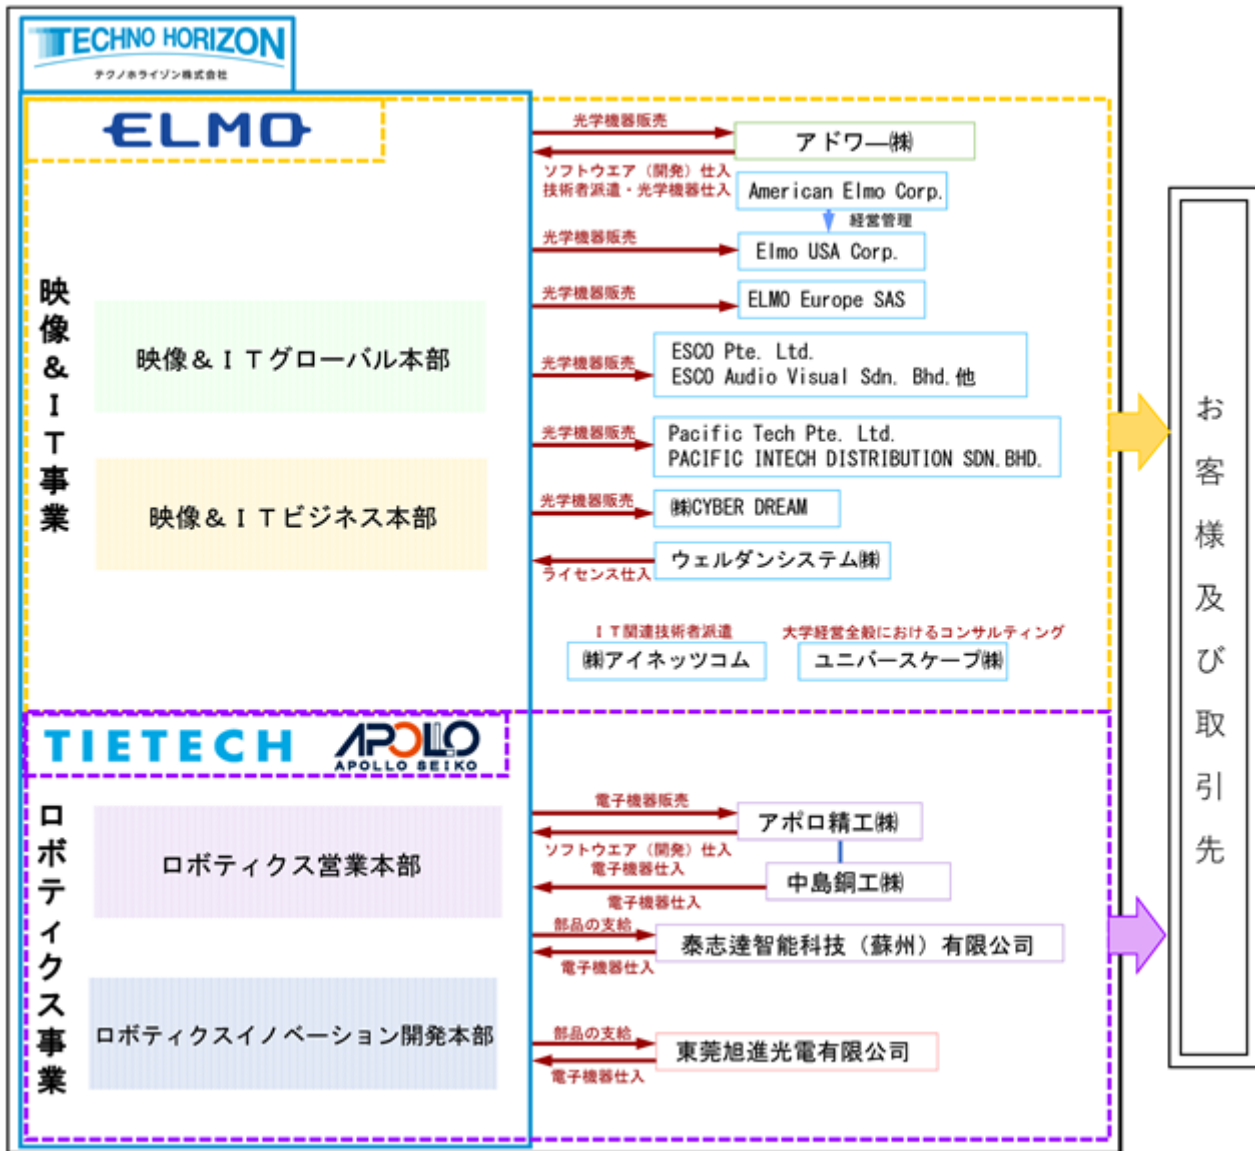 TECHNO HORIZON
テクノホライゾン株式会社
ELMO
映像&IT事業
映像&ITグローバル本部
映像&ITビジネス本部
光学機器販売
アドワー㈱
ソフトウエア(開発)仕入
技術者派遣・光学機器仕入
American Elmo Corp.
経営管理
光学機器販売
Elmo USA Corp.
光学機器販売
ELMO Europe SAS
光学機器販売
ESCO Pte. Ltd.
ESCO Audio Visual Sdn. Bhd.他
光学機器販売
Pacific Tech Pte. Ltd.
PACIFIC INTECH DISTRIBUTION SDN.BHD.
光学機器販売
㈱CYBER DREAM
ウェルダンシステム㈱
ライセンス仕入
IT関連技術者派遣
㈱アイネッツコム
大学経営全般におけるコンサルティング
ユニバースケープ㈱
TIETECH
APOLLO
APOLLO SEIKO
ロボティクス事業
ロボティクス営業本部
ロボティクスイノベーション開発本部
電子機器販売
アポロ精工㈱
ソフトウエア(開発)仕入
電子機器仕入
中島銅工㈱
電子機器仕入
部品の支給
泰志達智能科技(蘇州)有限公司
電子機器仕入
部品の支給
東莞旭進光電有限公司
電子機器仕入
お客様及び取引先